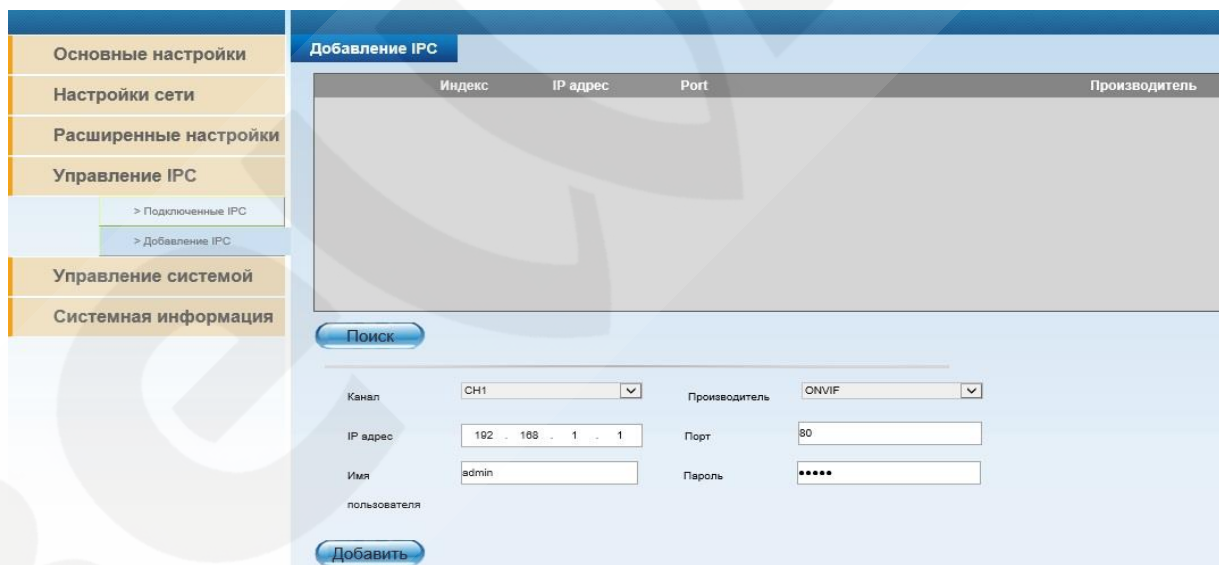 Основные настройки
Настройки сети
Расширенные настройки
Управление IPC
> Подключенные IPC
> Добавление IPC
Управление системой
Системная информация
Добавление IPC
Индекс IP адрес Port Производитель
Поиск
Канал CH1 Производитель ONVIF
IP адрес 192 . 168 . 1 . 1 Порт 80
Имя admin Пароль •••••
пользователя
Добавить